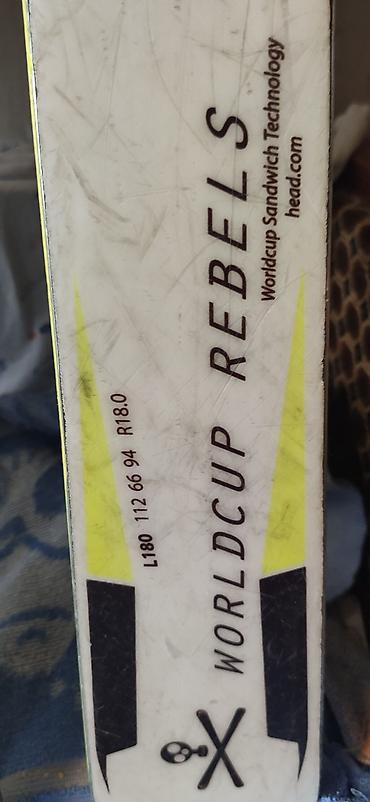 L180 112 66 94 R18.0
WORLDCUP REBELS
Worldcup Sandwich Technology
head.com